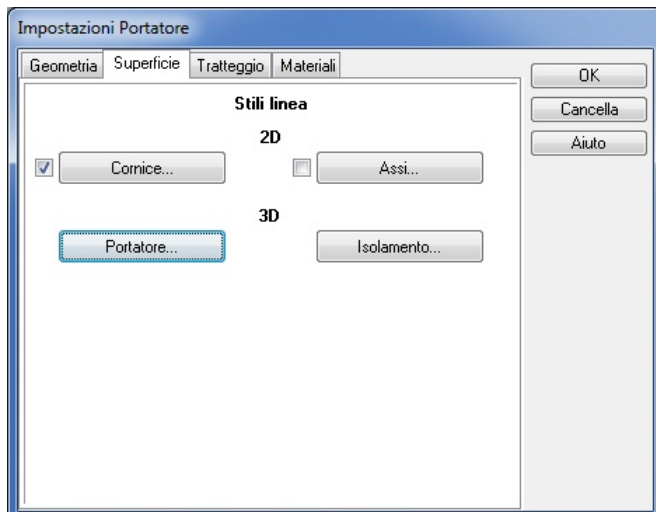 Impostazioni Portatore
Geometria Superficie Tratteggio Materiali
OK
Cancella
Aiuto
Stili linea
2D
Cornice... Assi...
3D
Portatore... Isolamento...